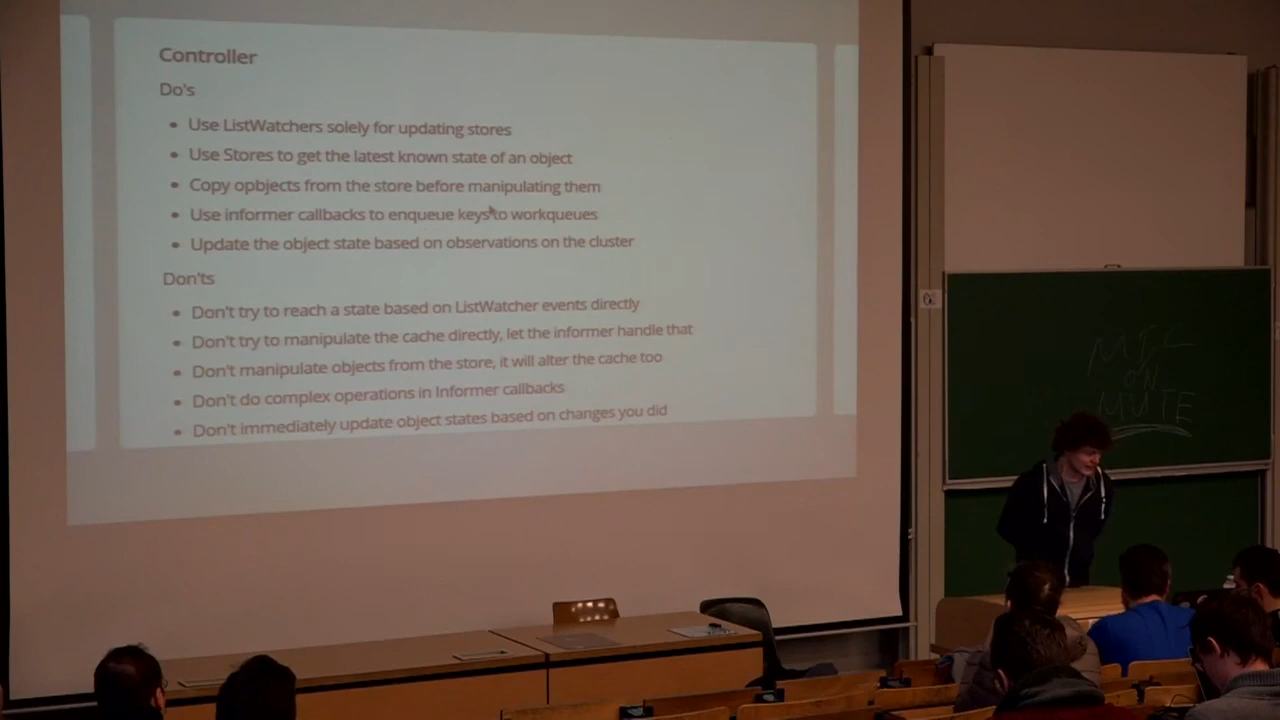 Controller
Do's
• Use ListWatchers solely for updating stores
• Use Stores to get the latest known state of an object
• Copy opbjects from the store before manipulating them
• Use informer callbacks to enqueue keys to workqueues
• Update the object state based on observations on the cluster
Don'ts
• Don't try to reach a state based on ListWatcher events directly
• Don't try to manipulate the cache directly, let the informer handle that
• Don't manipulate objects from the store, it will alter the cache too
• Don't do complex operations in Informer callbacks
• Don't immediately update object states based on changes you did
MIC
ON
MUTE